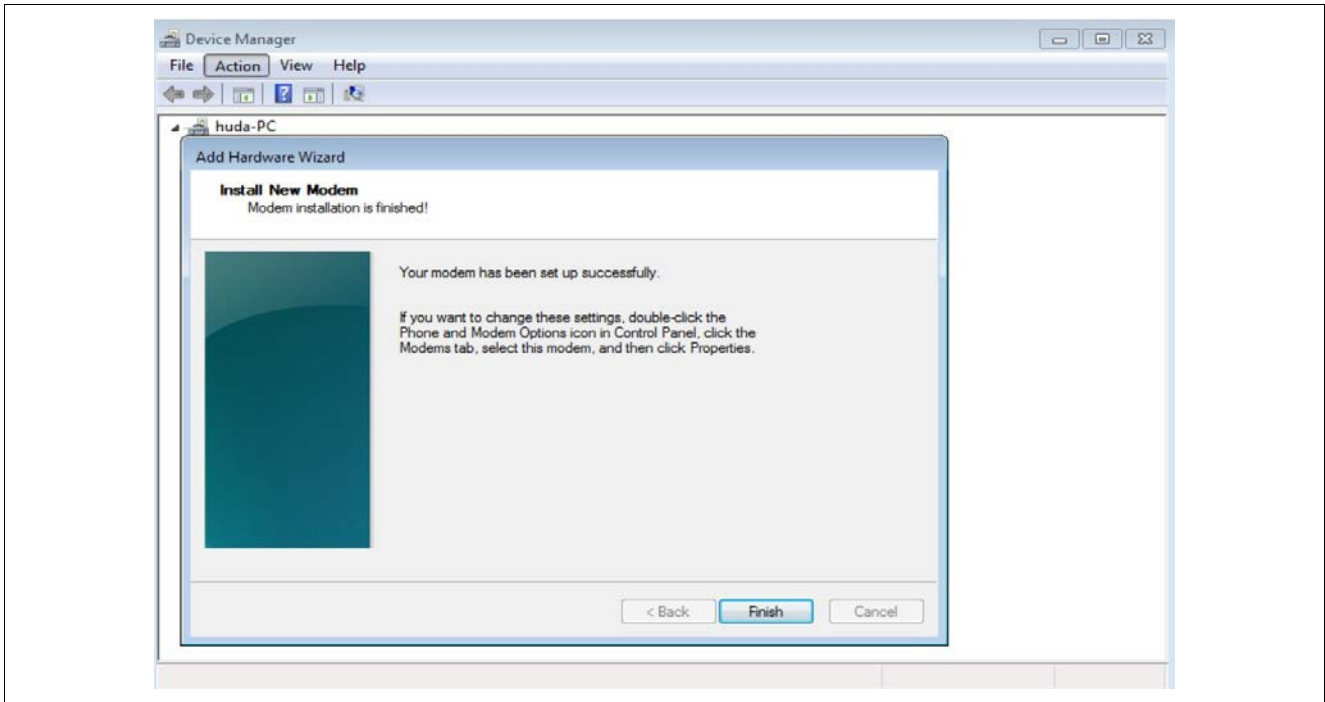 Device Manager
File Action View Help
huda-PC
Add Hardware Wizard
Install New Modem
Modem installation is finished!
Your modem has been set up successfully.
If you want to change these settings, double-click the
Phone and Modem Options icon in Control Panel, click the
Modems tab, select this modem, and then click Properties.
< Back Finish Cancel